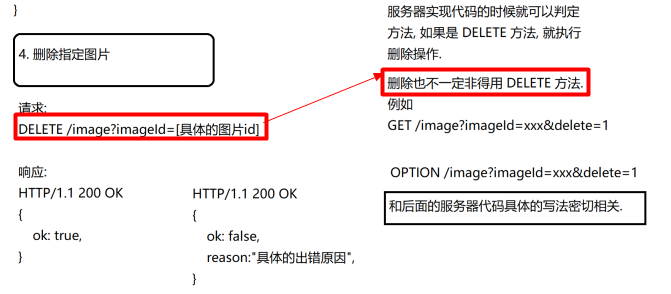 }
4. 删除指定图片
请求:
DELETE /image?imageId=[具体的图片id]
响应:
HTTP/1.1 200 OK
{
ok: true,
}
HTTP/1.1 200 OK
{
ok: false,
reason:"具体的出错原因",
}
服务器实现代码的时候就可以判定
方法, 如果是 DELETE 方法, 就执行
删除操作.
删除也不一定非得用 DELETE 方法.
例如
GET /image?imageId=xxx&delete=1
OPTION /image?imageId=xxx&delete=1
和后面的服务器代码具体的写法密切相关.